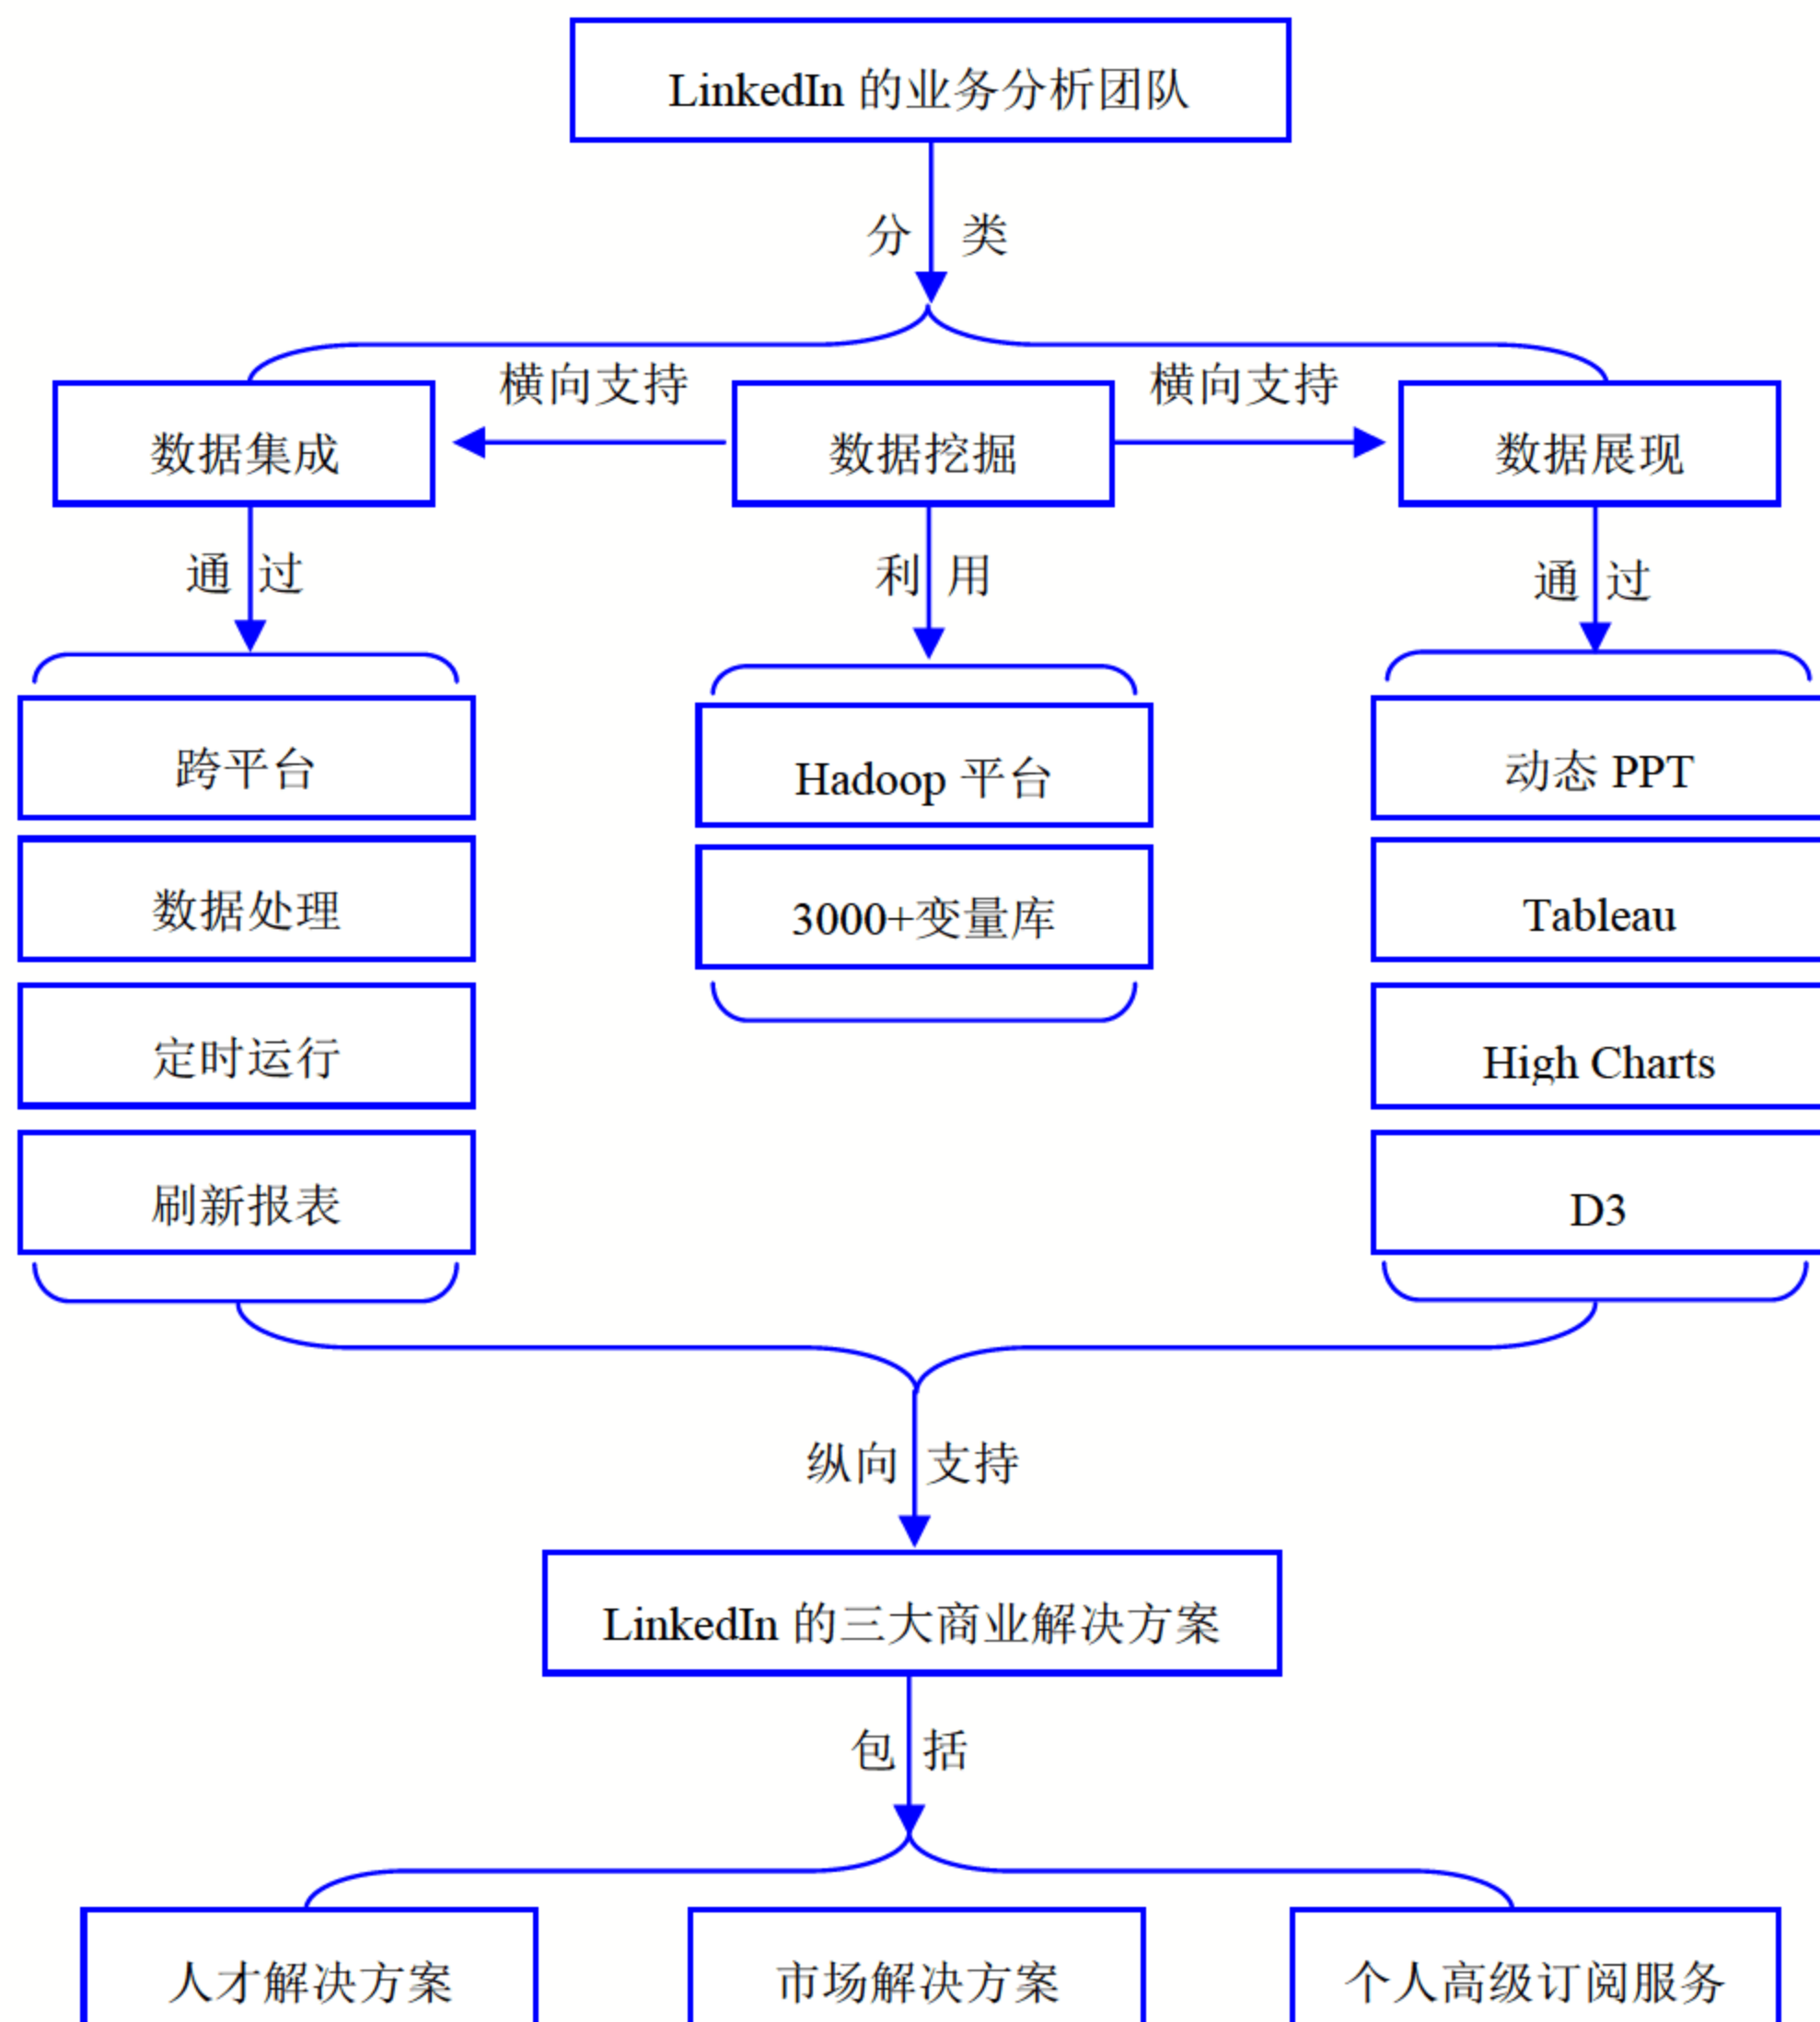 LinkedIn 的业务分析团队
分 类
横向支持 横向支持
数据集成 数据挖掘 数据展现
通 过 利 用 通 过
跨平台 Hadoop 平台 动态 PPT
数据处理 3000+变量库 Tableau
定时运行 High Charts
刷新报表 D3
纵向 支持
LinkedIn 的三大商业解决方案
包 括
人才解决方案 市场解决方案 个人高级订阅服务